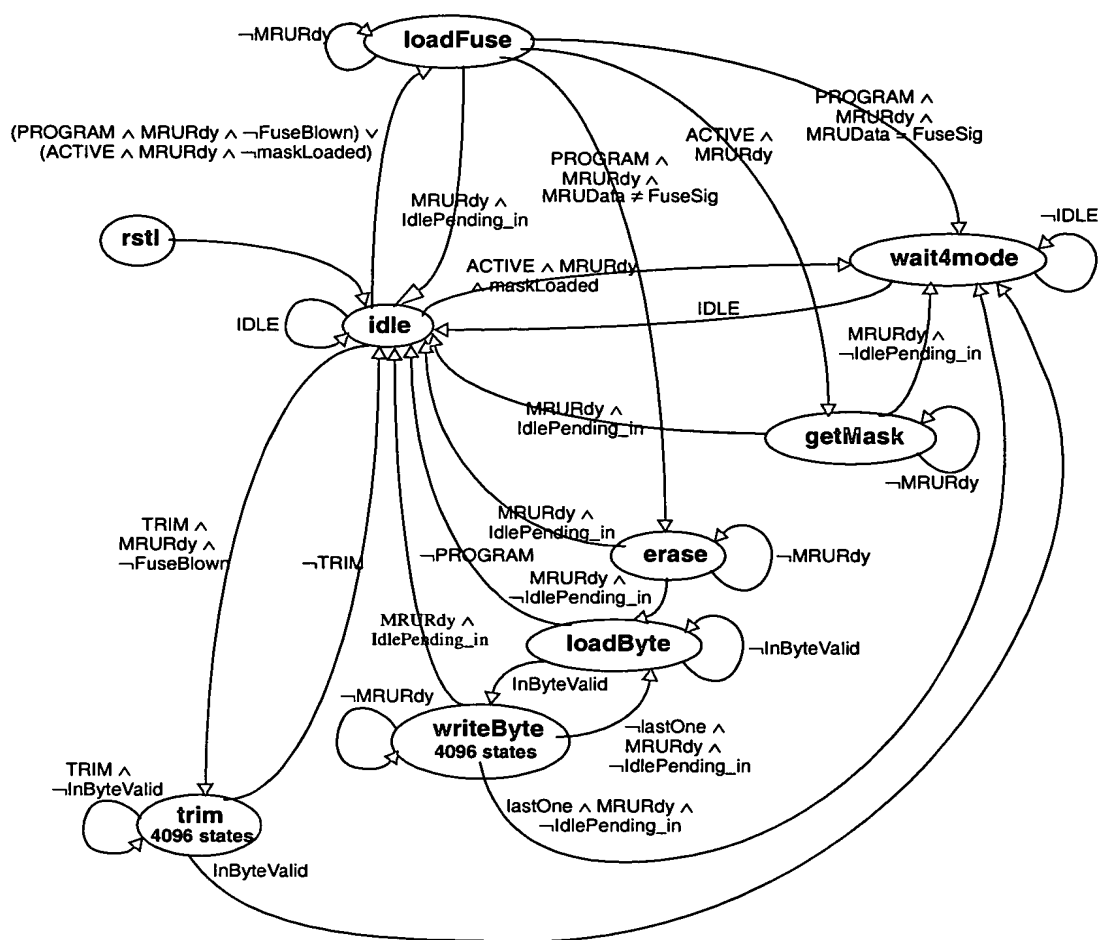 ¬MRURdy
loadFuse
PROGRAM ∧
MRURdy ∧
MRUData = FuseSig
(PROGRAM ∧ MRURdy ∧ ¬FuseBlown) ∨
(ACTIVE ∧ MRURdy ∧ ¬maskLoaded)
ACTIVE ∧
MRURdy
PROGRAM ∧
MRURdy ∧
MRUData ≠ FuseSig
MRURdy ∧
IdlePending_in
rstl
¬IDLE
wait4mode
ACTIVE ∧ MRURdy
∧ maskLoaded
IDLE
idle
IDLE
MRURdy ∧
¬IdlePending_in
MRURdy ∧
IdlePending_in
getMask
¬MRURdy
MRURdy ∧
IdlePending_in
TRIM ∧
MRURdy ∧
¬FuseBlown
¬TRIM
¬PROGRAM
erase
¬MRURdy
MRURdy ∧
¬IdlePending_in
MRURdy ∧
IdlePending_in
loadByte
¬InByteValid
InByteValid
¬MRURdy
writeByte
4096 states
¬lastOne ∧
MRURdy ∧
¬IdlePending_in
TRIM ∧
¬InByteValid
trim
4096 states
lastOne ∧ MRURdy ∧
¬IdlePending_in
InByteValid